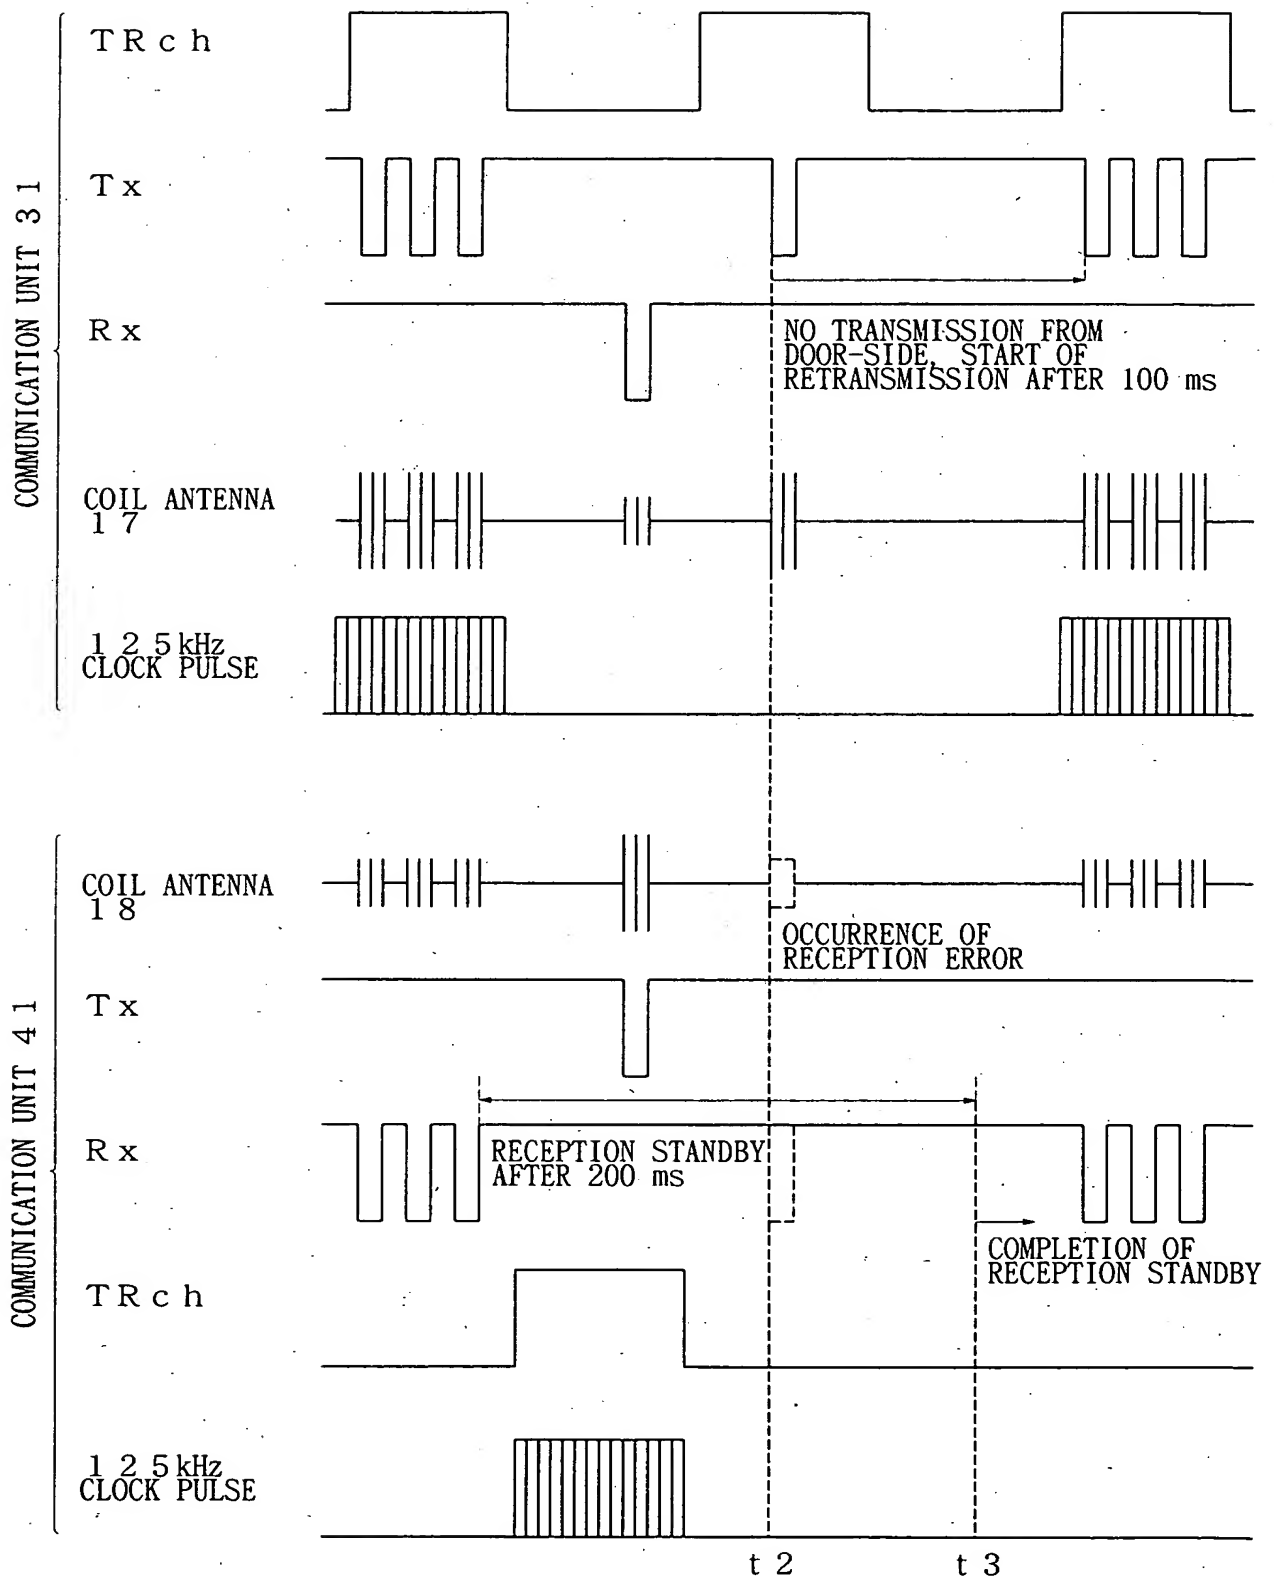 COMMUNICATION UNIT 31
TRch
Tx
Rx
NO TRANSMISSION FROM
DOOR-SIDE, START OF
RETRANSMISSION AFTER 100 ms
COIL ANTENNA
17
125kHz
CLOCK PULSE
COMMUNICATION UNIT 41
COIL ANTENNA
18
OCCURRENCE OF
RECEPTION ERROR
Tx
Rx
RECEPTION STANDBY
AFTER 200 ms
COMPLETION OF
RECEPTION STANDBY
TRch
125kHz
CLOCK PULSE
t2
t3